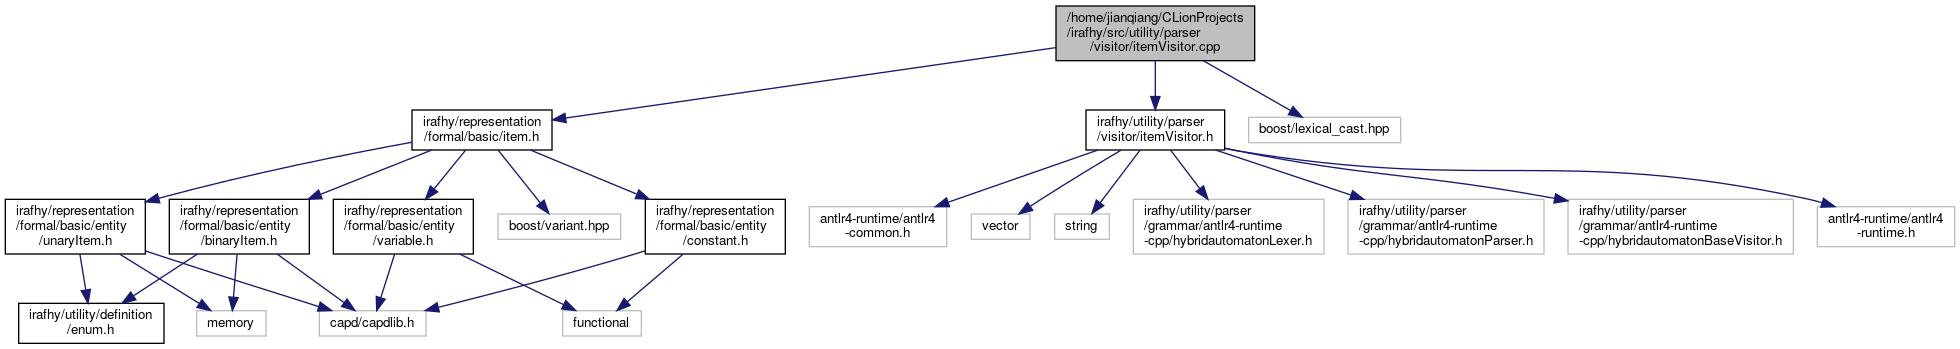 /home/jianqiang/CLionProjects
/irafhy/src/utility/parser
/visitor/itemVisitor.cpp
irafhy/representation
/formal/basic/item.h
irafhy/utility/parser
/visitor/itemVisitor.h
boost/lexical_cast.hpp
irafhy/representation
/formal/basic/entity
/unaryItem.h
irafhy/representation
/formal/basic/entity
/binaryItem.h
irafhy/representation
/formal/basic/entity
/variable.h
boost/variant.hpp
irafhy/representation
/formal/basic/entity
/constant.h
antlr4-runtime/antlr4
-common.h
vector
string
irafhy/utility/parser
/grammar/antlr4-runtime
-cpp/hybridautomatonLexer.h
irafhy/utility/parser
/grammar/antlr4-runtime
-cpp/hybridautomatonParser.h
irafhy/utility/parser
/grammar/antlr4-runtime
-cpp/hybridautomatonBaseVisitor.h
antlr4-runtime/antlr4
-runtime.h
irafhy/utility/definition
/enum.h
memory
capd/capdlib.h
functional